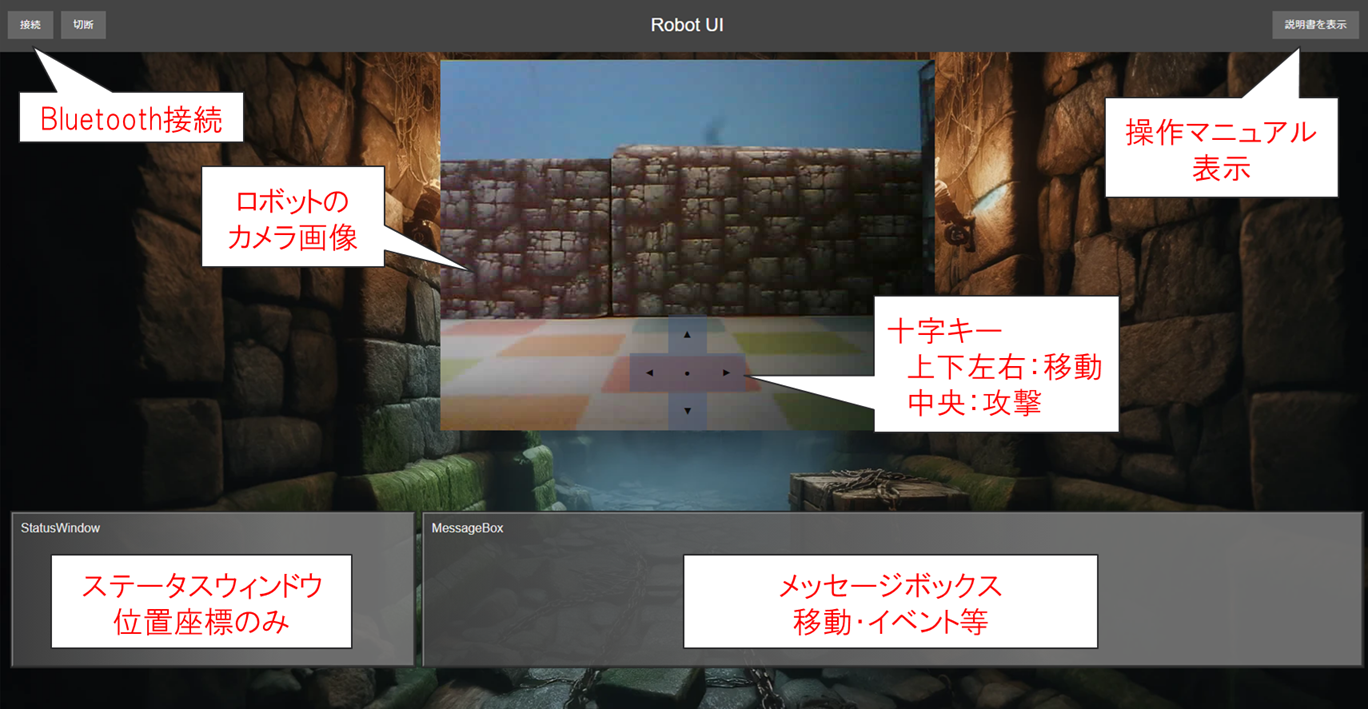 接続
切断
Robot UI
説明書を表示
Bluetooth接続
操作マニュアル
表示
ロボットの
カメラ画像
▲
◀ ● ▶
▼
十字キー
上下左右：移動
中央：攻撃
StatusWindow
ステータスウィンドウ
位置座標のみ
MessageBox
メッセージボックス
移動・イベント等